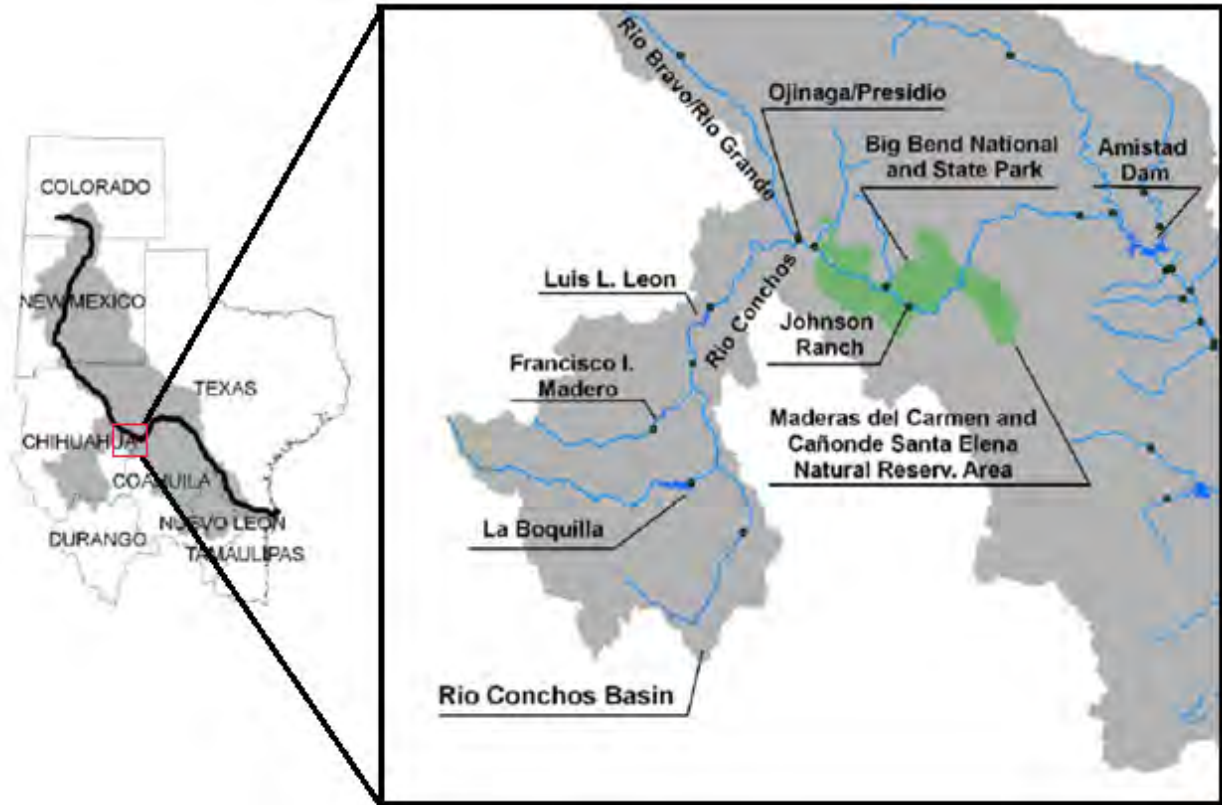 COLORADO
NEW MEXICO
TEXAS
CHIHUAHUA
COAHUILA
NUEVO LEON
DURANGO
TAMAULIPAS
Rio Bravo/Rio Grande
Ojinaga/Presidio
Big Bend National
and State Park
Amistad
Dam
Luis L. Leon
Rio Conchos
Johnson
Ranch
Francisco I.
Madero
Maderas del Carmen and
Cañonde Santa Elena
Natural Reserv. Area
La Boquilla
Rio Conchos Basin